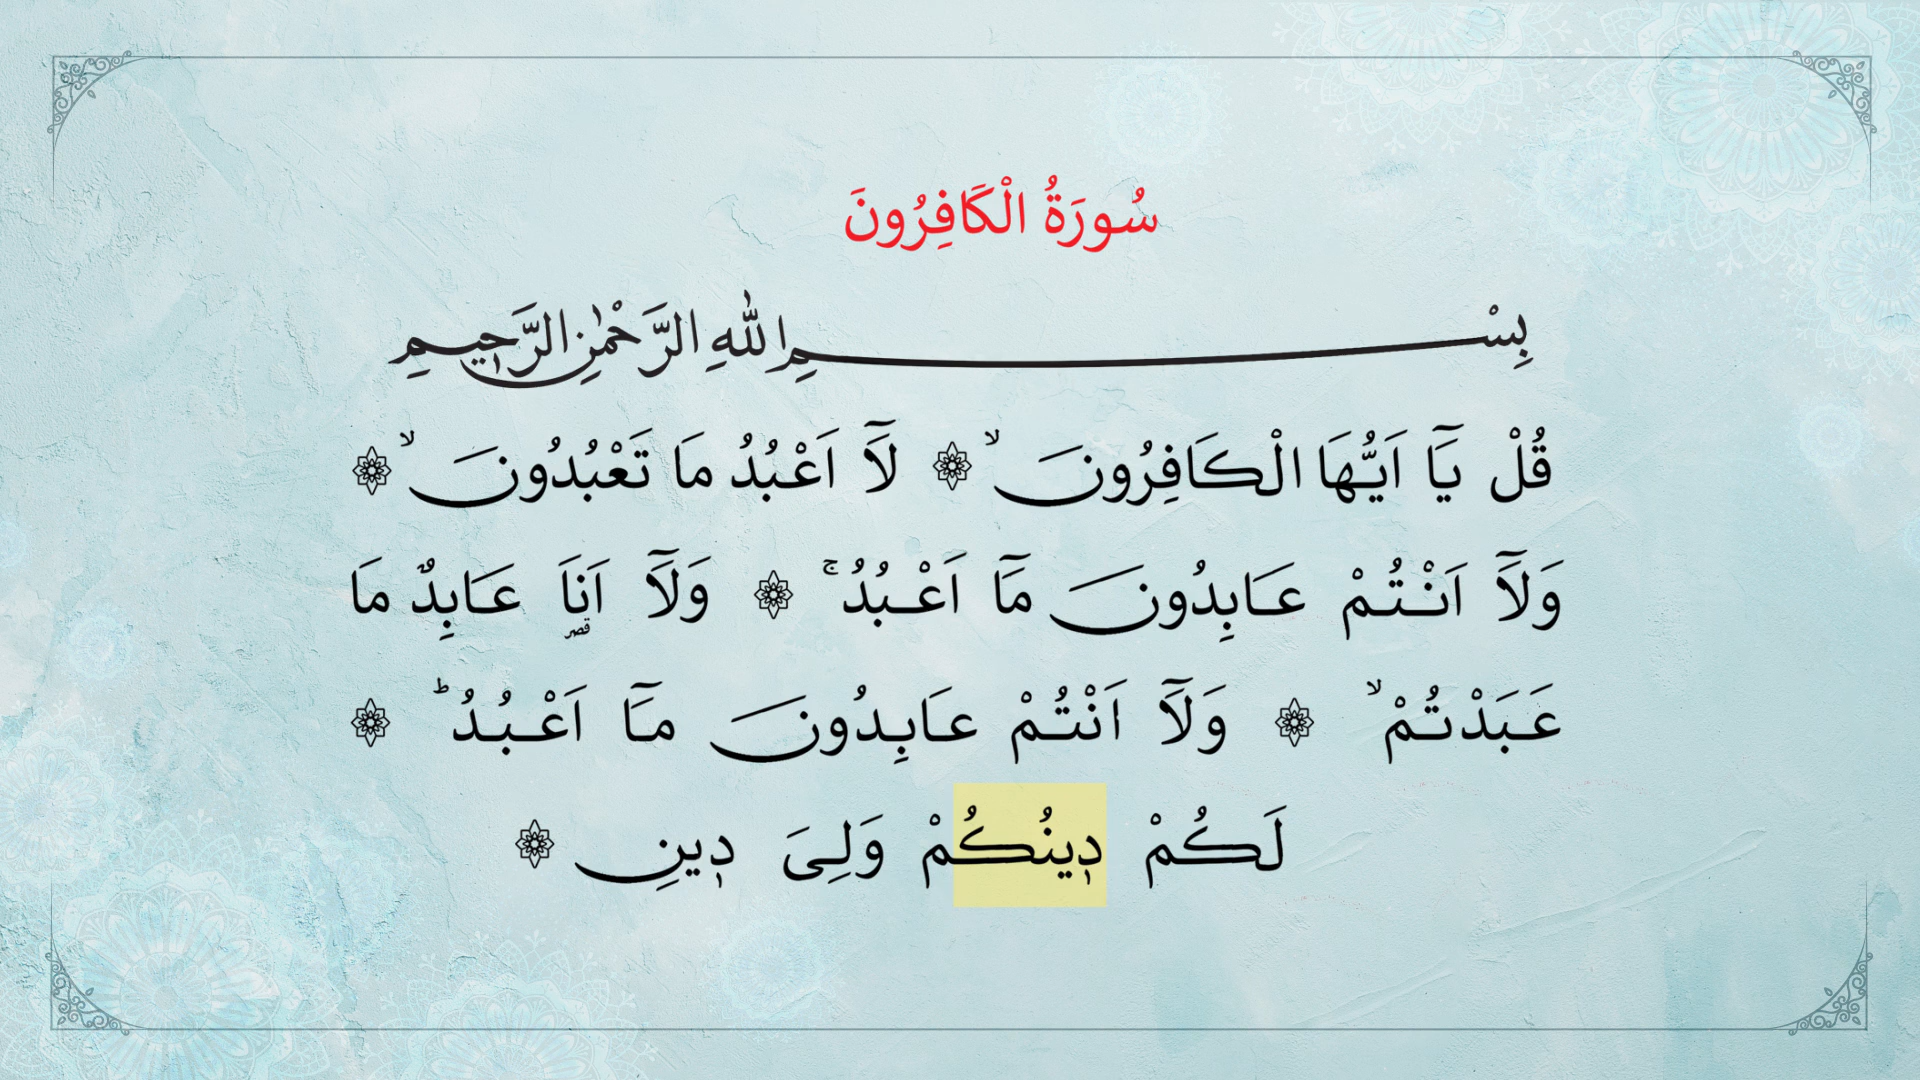 سُورَةُ الْكَافِرُونَ
بِسْمِ اللّٰهِ الرَّحْمٰنِ الرَّح۪يمِ
قُلْ يَٓا اَيُّهَا الْكَافِرُونَۙ ۞ لَٓا اَعْبُدُ مَا تَعْبُدُونَۙ ۞
وَلَٓا اَنْتُمْ عَابِدُونَ مَٓا اَعْبُدُۚ ۞ وَلَٓا اَنَا۬ عَابِدٌ مَا
عَبَدْتُمْۙ ۞ وَلَٓا اَنْتُمْ عَابِدُونَ مَٓا اَعْبُدُۜ ۞
لَكُمْ د۪ينُكُمْ وَلِيَ د۪ينِ ۞